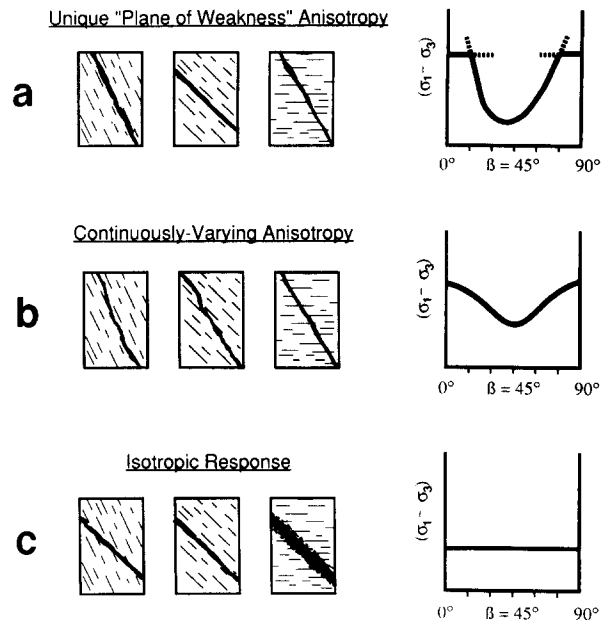 Unique "Plane of Weakness" Anisotropy
a
(σ₁ - σ₃)
0° ß = 45° 90°
Continuously-Varying Anisotropy
b
(σ₁ - σ₃)
0° ß = 45° 90°
Isotropic Response
c
(σ₁ - σ₃)
0° ß = 45° 90°